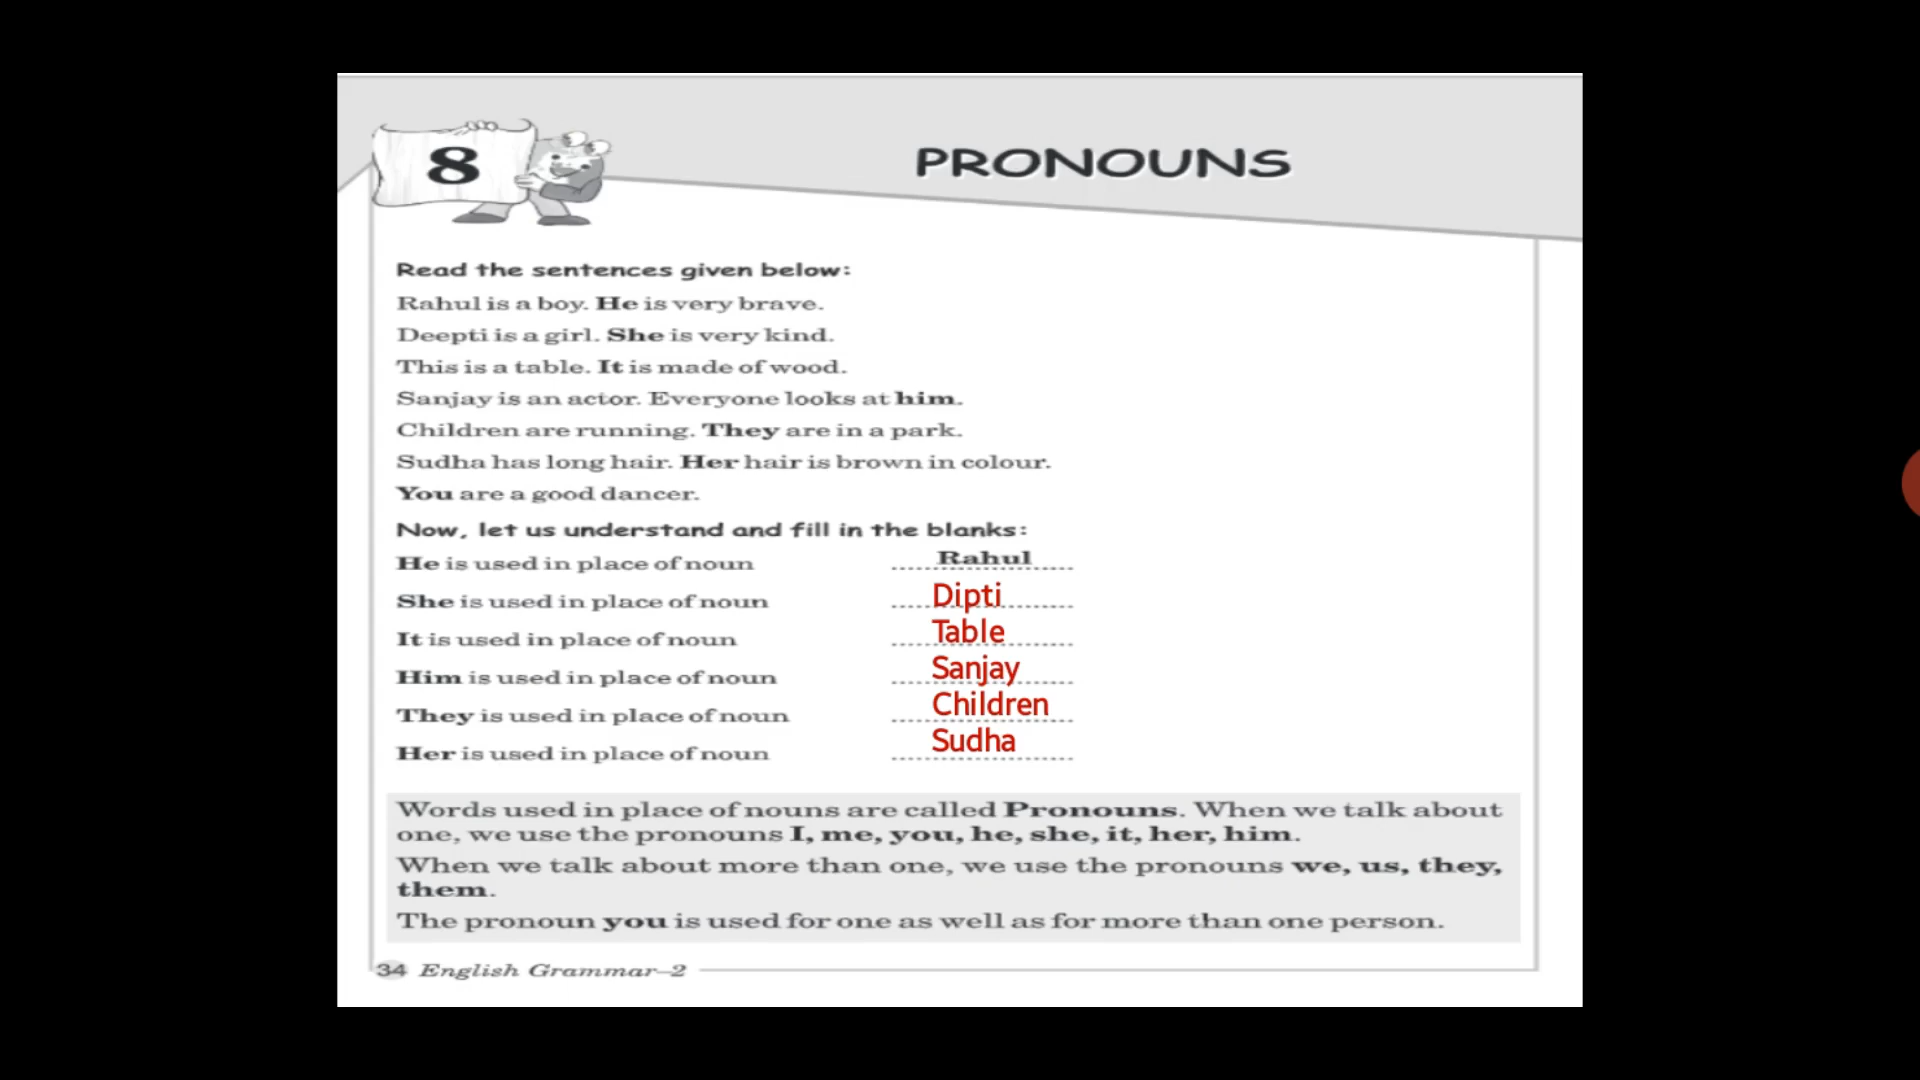 8
PRONOUNS
Read the sentences given below:
Rahul is a boy. He is very brave.
Deepti is a girl. She is very kind.
This is a table. It is made of wood.
Sanjay is an actor. Everyone looks at him.
Children are running. They are in a park.
Sudha has long hair. Her hair is brown in colour.
You are a good dancer.
Now, let us understand and fill in the blanks:
He is used in place of noun Rahul
She is used in place of noun Dipti
It is used in place of noun Table
Him is used in place of noun Sanjay
They is used in place of noun Children
Her is used in place of noun Sudha
Words used in place of nouns are called Pronouns. When we talk about
one, we use the pronouns I, me, you, he, she, it, her, him.
When we talk about more than one, we use the pronouns we, us, they,
them.
The pronoun you is used for one as well as for more than one person.
34 English Grammar–2